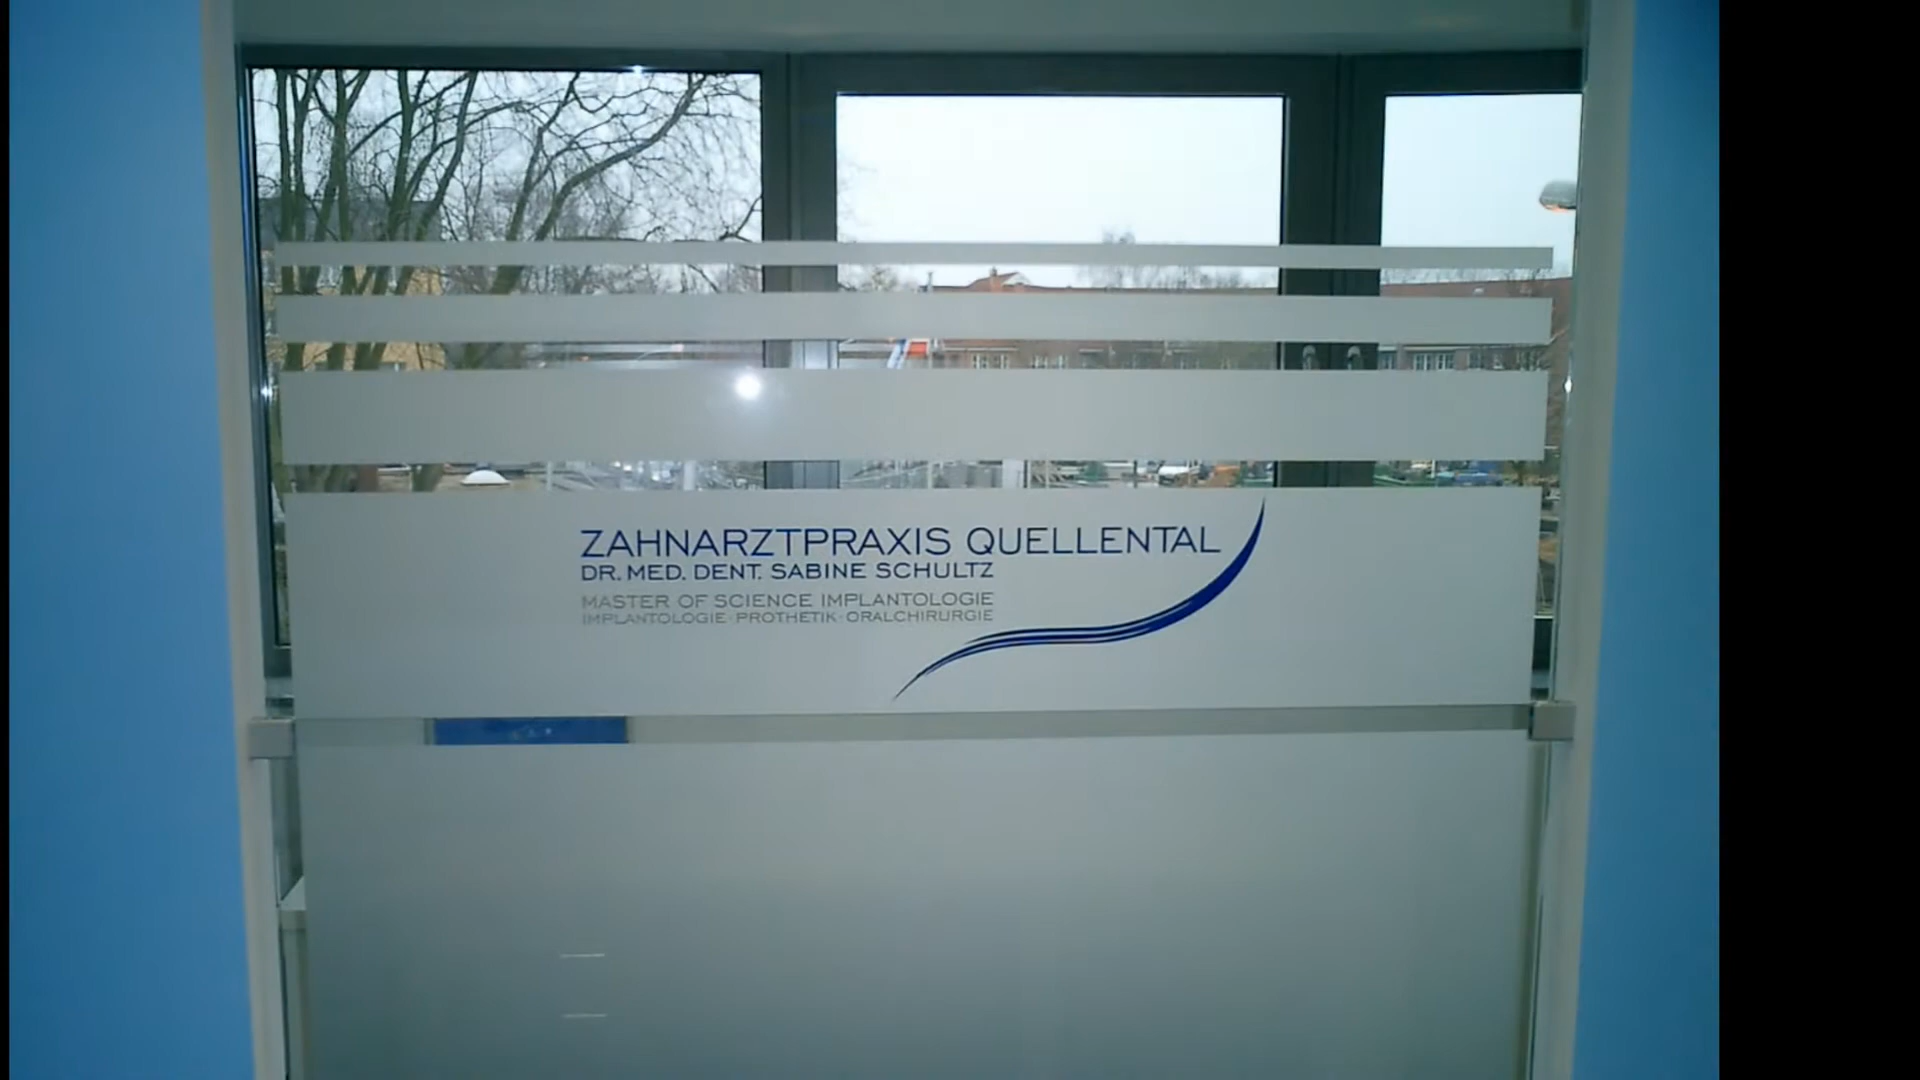 ZAHNARZTPRAXIS QUELLENTAL
DR. MED. DENT. SABINE SCHULTZ
MASTER OF SCIENCE IMPLANTOLOGIE
IMPLANTOLOGIE · PROTHETIK · ORALCHIRURGIE